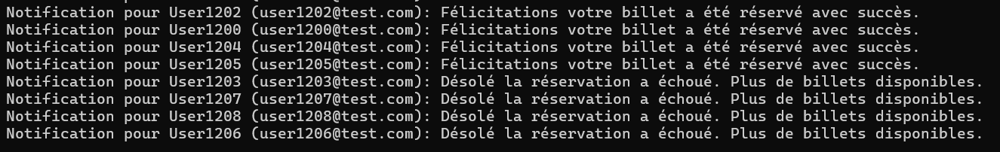 Notification pour User1202 (user1202@test.com): Félicitations votre billet a été réservé avec succès.
Notification pour User1200 (user1200@test.com): Félicitations votre billet a été réservé avec succès.
Notification pour User1204 (user1204@test.com): Félicitations votre billet a été réservé avec succès.
Notification pour User1205 (user1205@test.com): Félicitations votre billet a été réservé avec succès.
Notification pour User1203 (user1203@test.com): Désolé la réservation a échoué. Plus de billets disponibles.
Notification pour User1207 (user1207@test.com): Désolé la réservation a échoué. Plus de billets disponibles.
Notification pour User1208 (user1208@test.com): Désolé la réservation a échoué. Plus de billets disponibles.
Notification pour User1206 (user1206@test.com): Désolé la réservation a échoué. Plus de billets disponibles.